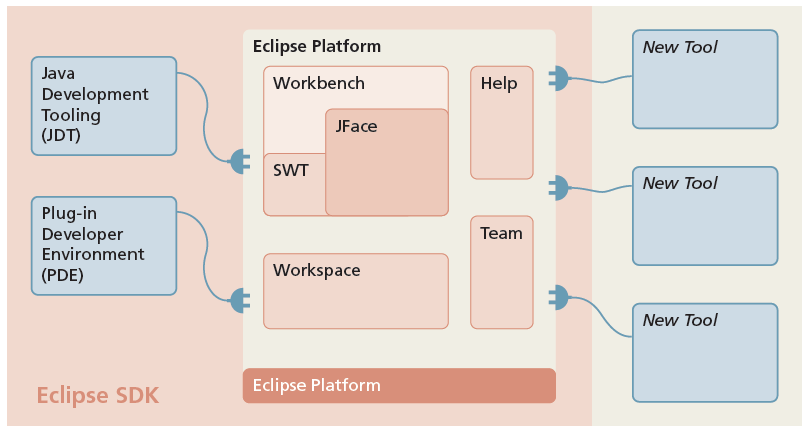 Java
Development
Tooling
(JDT)
Plug-in
Developer
Environment
(PDE)
Eclipse SDK
Eclipse Platform
Workbench
JFace
SWT
Workspace
Help
Team
Eclipse Platform
New Tool
New Tool
New Tool